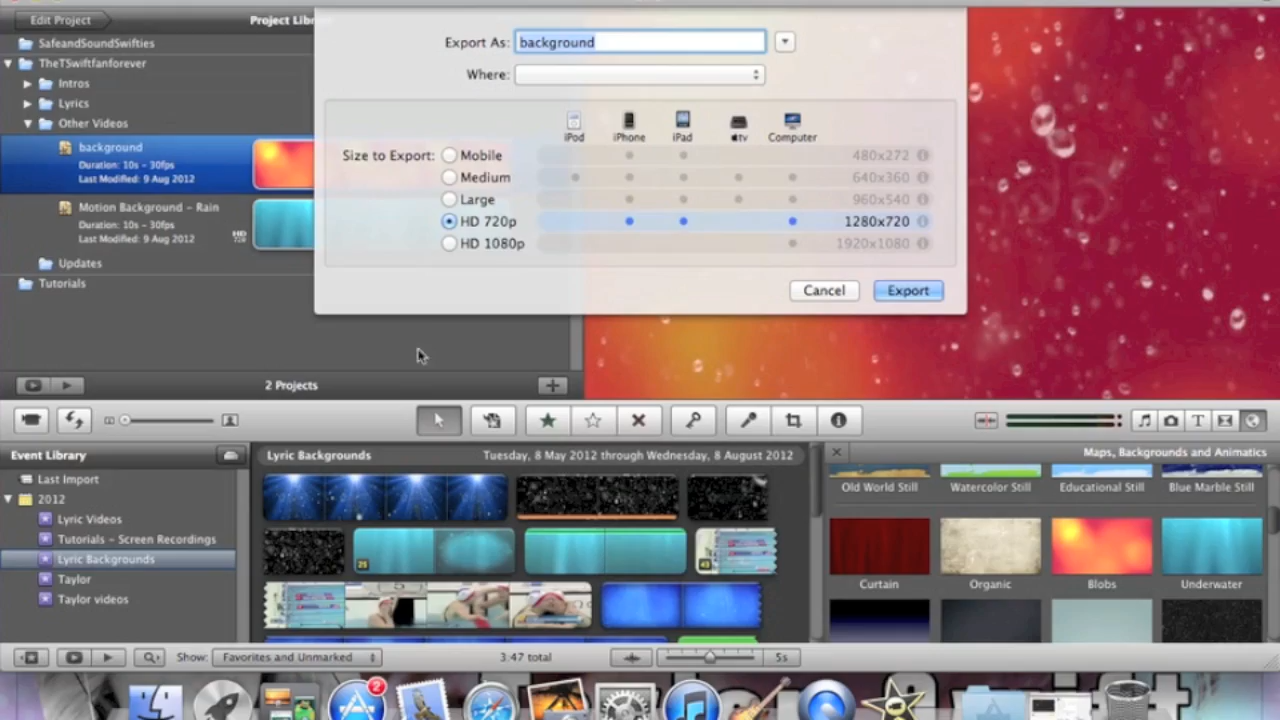 Edit Project
Project Libr
SafeandSoundSwifties
TheTSwiftfanforever
Intros
Lyrics
Other Videos
background
Duration: 10s - 30fps
Last Modified: 9 Aug 2012
Motion Background - Rain
Duration: 10s - 30fps
Last Modified: 9 Aug 2012
HD
720
Updates
Tutorials
2 Projects
Export As: background
Where:
iPod iPhone iPad tv Computer
Size to Export: Mobile 480x272
Medium 640x360
Large 960x540
HD 720p 1280x720
HD 1080p 1920x1080
Cancel Export
Event Library
Last Import
2012
Lyric Videos
Tutorials - Screen Recordings
Lyric Backgrounds
Taylor
Taylor videos
Lyric Backgrounds Tuesday, 8 May 2012 through Wednesday, 8 August 2012
Maps, Backgrounds and Animatics
Old World Still Watercolor Still Educational Still Blue Marble Still
Curtain Organic Blobs Underwater
Show: Favorites and Unmarked 3:47 total 5s
2